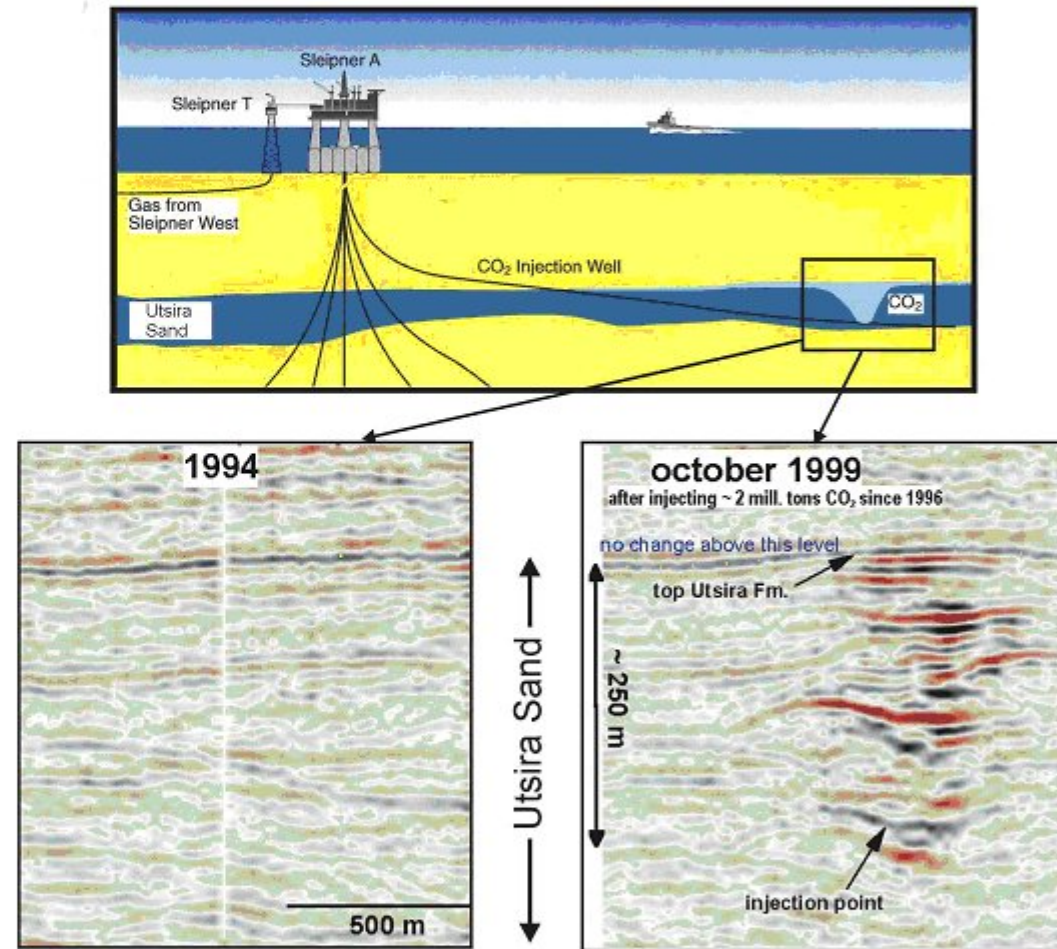 Sleipner A
Sleipner T
Gas from
Sleipner West
CO₂ Injection Well
Utsira
Sand
CO₂
1994
500 m
Utsira Sand
october 1999
after injecting ~ 2 mill. tons CO₂ since 1996
no change above this level
top Utsira Fm.
~ 250 m
injection point